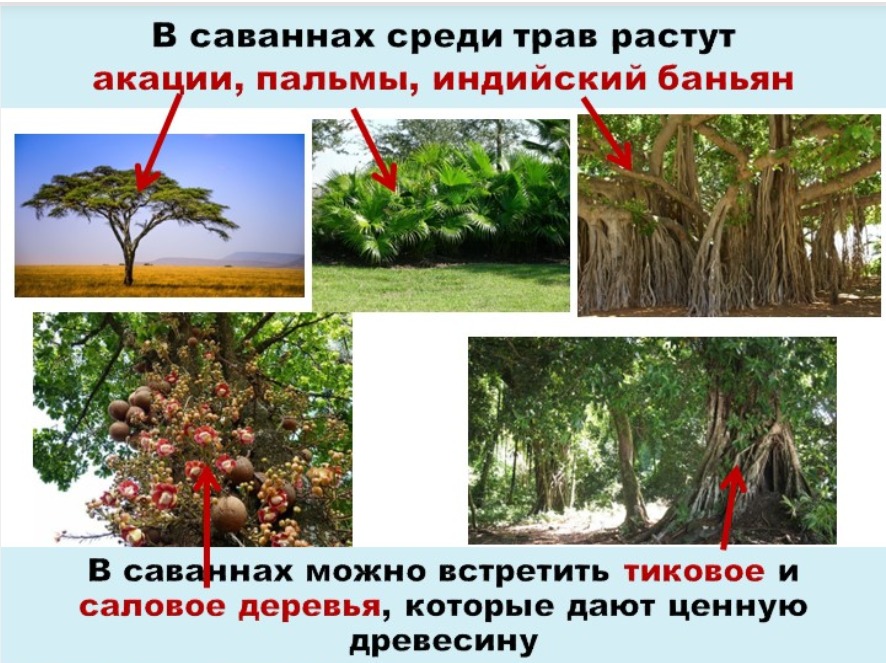 В саваннах среди трав растут
акации, пальмы, индийский баньян
В саваннах можно встретить тиковое и
саловое деревья, которые дают ценную
древесину